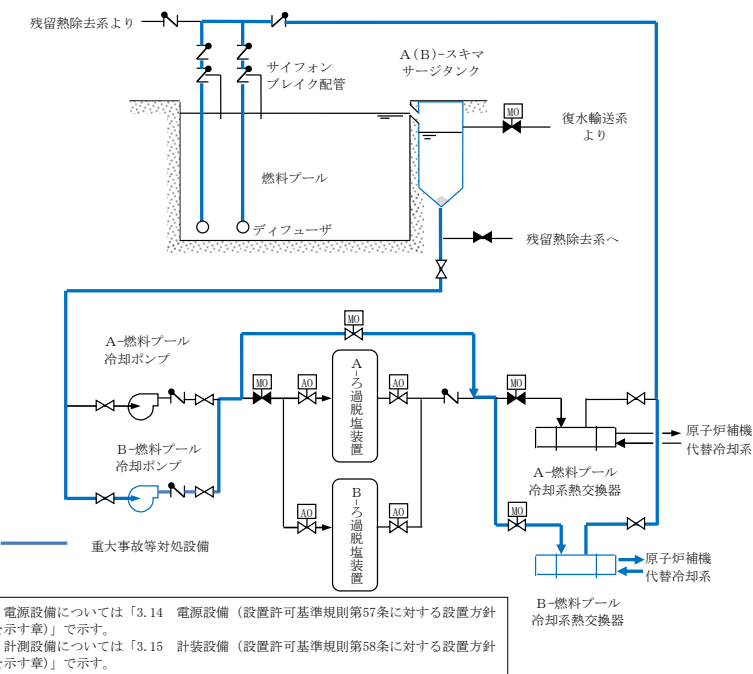 残留熱除去系より
サイフォン
ブレイク配管
A(B)-スキマ
サージタンク
MO
復水輸送系
より
燃料プール
ディフューザ
残留熱除去系へ
MO
A-燃料プール
冷却ポンプ
MO
AO
A-ろ過脱塩装置
AO
MO
原子炉補機
代替冷却系
B-燃料プール
冷却ポンプ
A-燃料プール
冷却系熱交換器
AO
B-ろ過脱塩装置
AO
MO
重大事故等対処設備
原子炉補機
代替冷却系
B-燃料プール
冷却系熱交換器
電源設備については「3.14 電源設備(設置許可基準規則第57条に対する設置方針
を示す章)」で示す。
計測設備については「3.15 計装設備(設置許可基準規則第58条に対する設置方針
を示す章)」で示す。